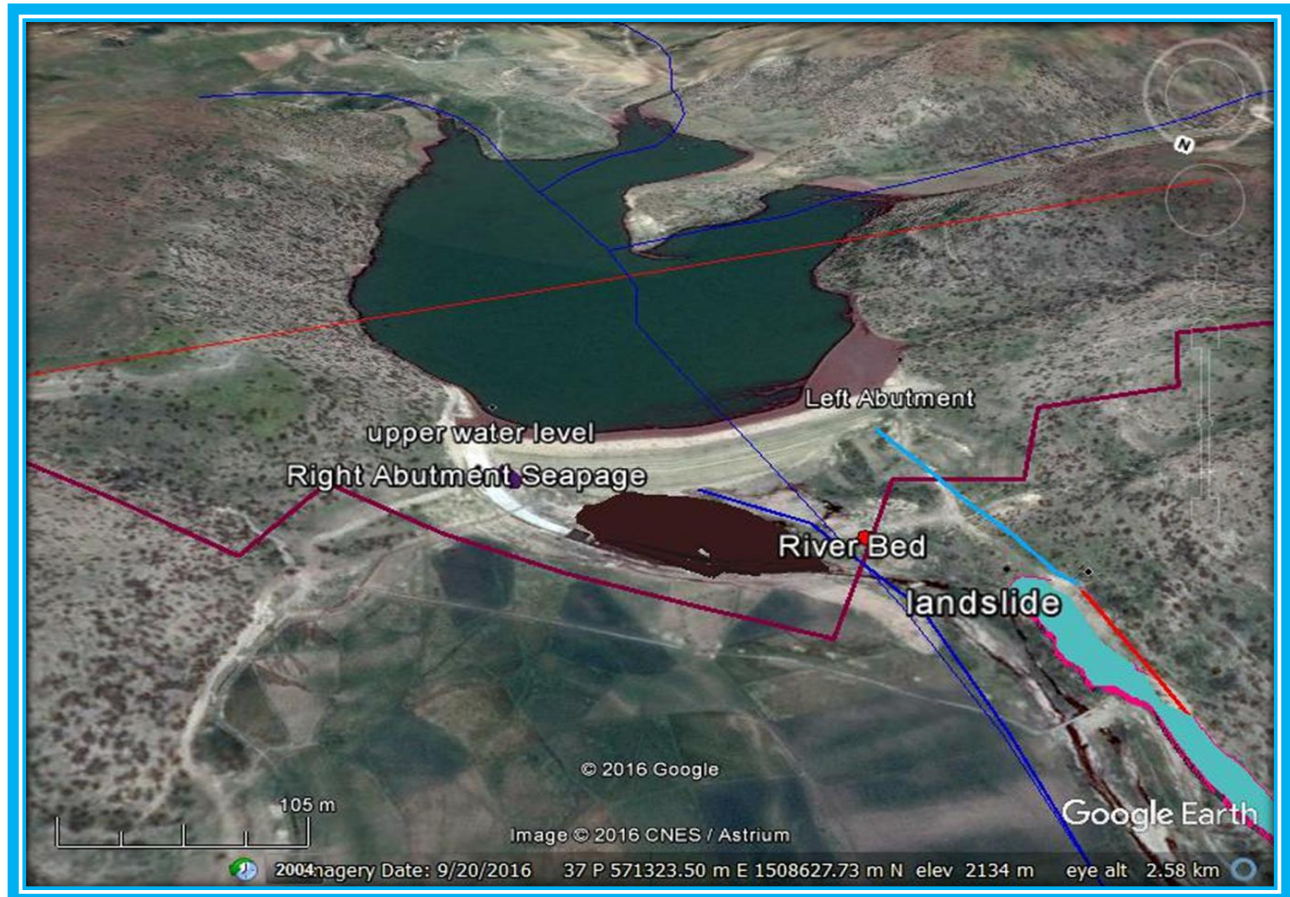 N
Left Abutment
upper water level
Right Abutment Seapage
River Bed
landslide
© 2016 Google
105 m
Google Earth
Image © 2016 CNES / Astrium
2004 magery Date: 9/20/2016 37 P 571323.50 m E 1508627.73 m N elev 2134 m eye alt 2.58 km